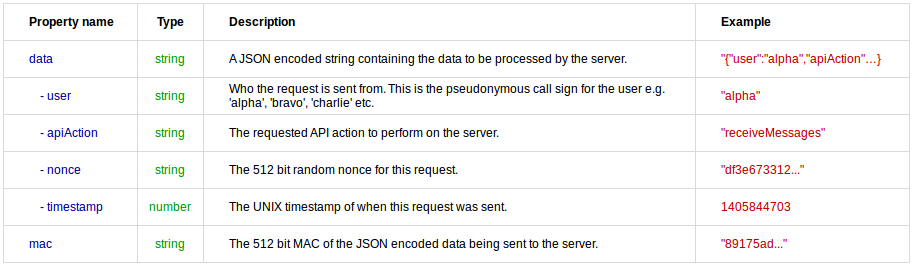 Property name Type Description Example
data string A JSON encoded string containing the data to be processed by the server. "{"user":"alpha","apiAction"...}
- user string Who the request is sent from. This is the pseudonymous call sign for the user e.g. "alpha"
'alpha', 'bravo', 'charlie' etc.
- apiAction string The requested API action to perform on the server. "receiveMessages"
- nonce string The 512 bit random nonce for this request. "df3e673312..."
- timestamp number The UNIX timestamp of when this request was sent. 1405844703
mac string The 512 bit MAC of the JSON encoded data being sent to the server. "89175ad..."